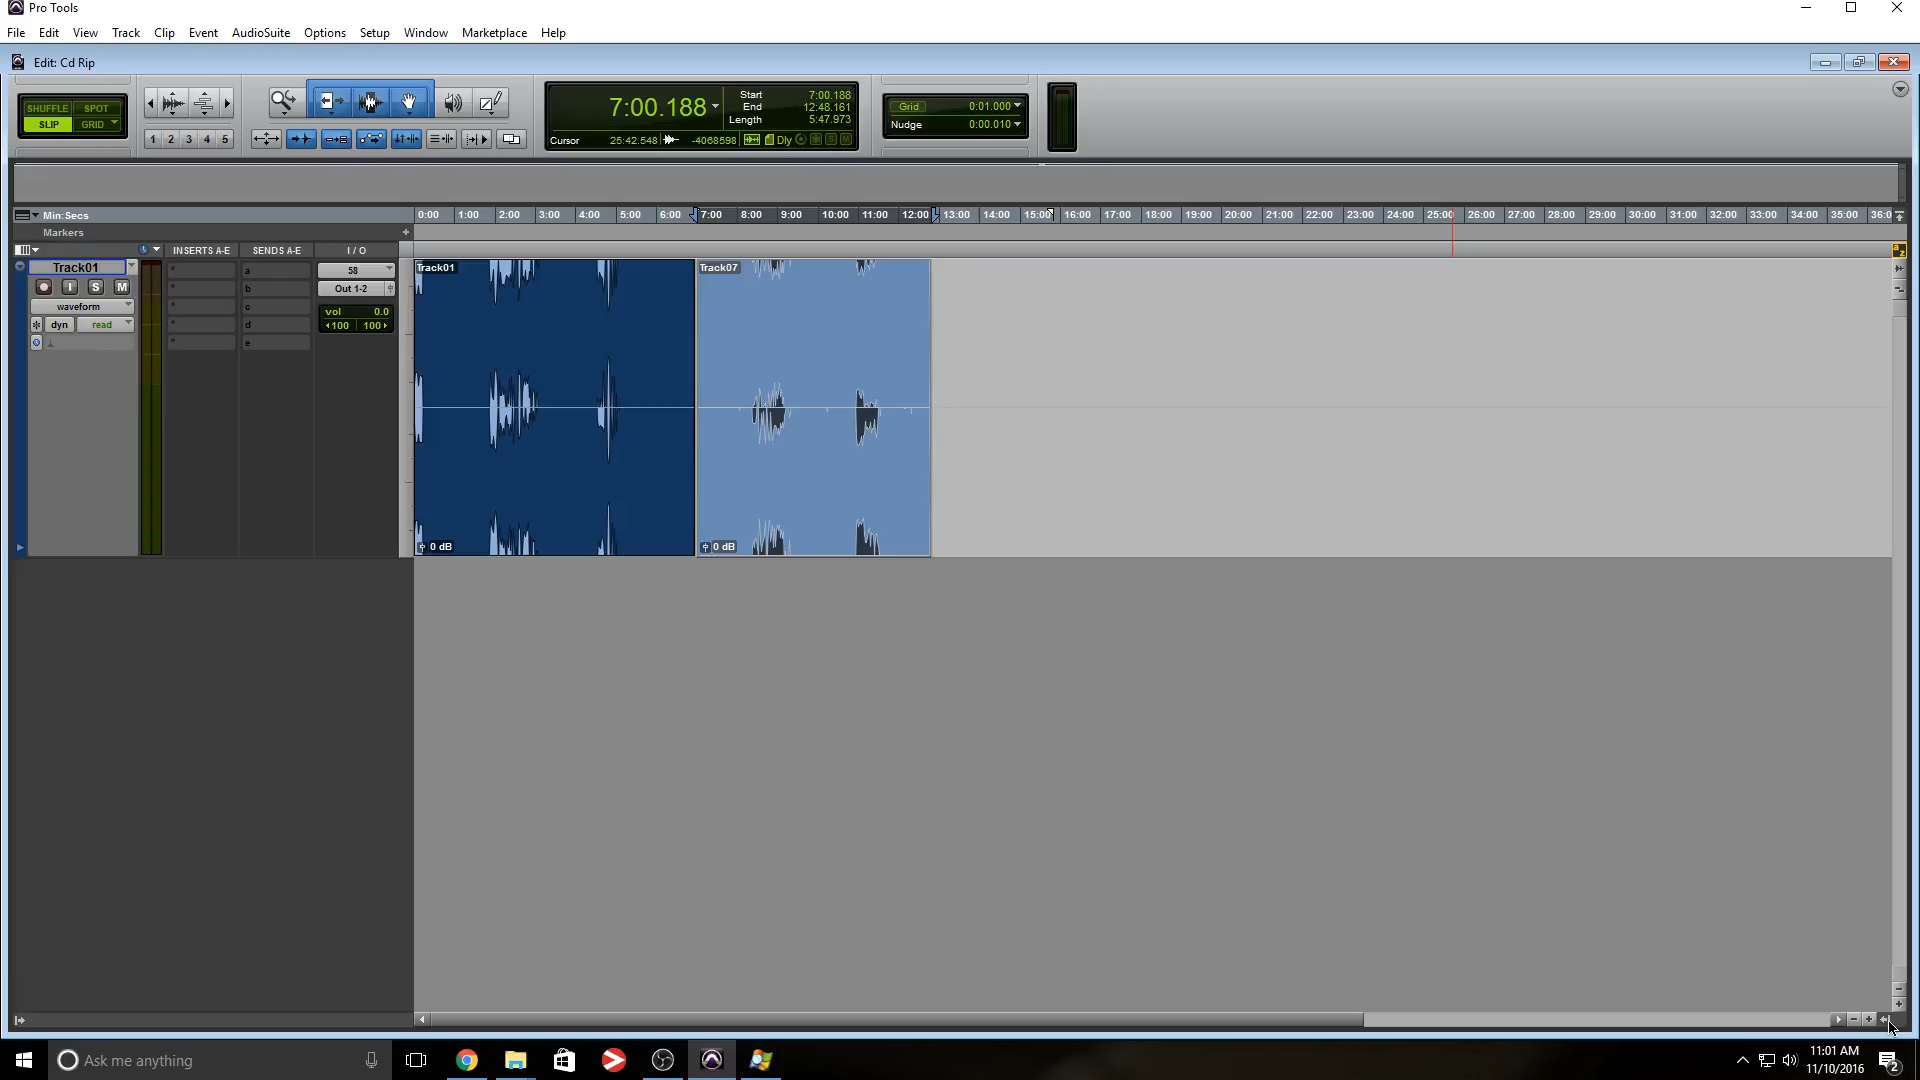 Pro Tools
File Edit View Track Clip Event AudioSuite Options Setup Window Marketplace Help
Edit: Cd Rip
SHUFFLE SPOT
SLIP GRID
1 2 3 4 5
7:00.188
Start 7:00.188
End 12:48.161
Length 5:47.973
Cursor 25:42.548 -4068598 Dly S M
Grid 0:01.000
Nudge 0:00.010
Min:Secs 0:00 1:00 2:00 3:00 4:00 5:00 6:00 7:00 8:00 9:00 10:00 11:00 12:00 13:00 14:00 15:00 16:00 17:00 18:00 19:00 20:00 21:00 22:00 23:00 24:00 25:00 26:00 27:00 28:00 29:00 30:00 31:00 32:00 33:00 34:00 35:00 36:0
Markers
INSERTS A-E SENDS A-E I / O
Track01 a 58 Track01 Track07
I S M b Out 1-2
waveform c vol 0.0
dyn read d 100 100
e
0 dB 0 dB
Ask me anything
11:01 AM
11/10/2016
2